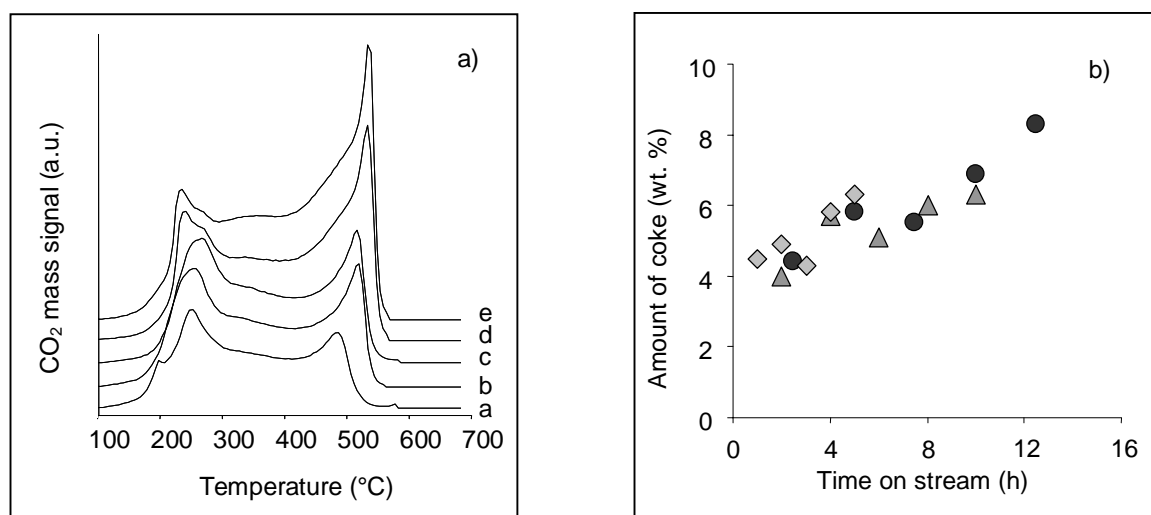 a)
CO₂ mass signal (a.u.)
e
d
c
b
a
100 200 300 400 500 600 700
Temperature (°C)
b)
Amount of coke (wt. %)
10
8
6
4
2
0
0 4 8 12 16
Time on stream (h)